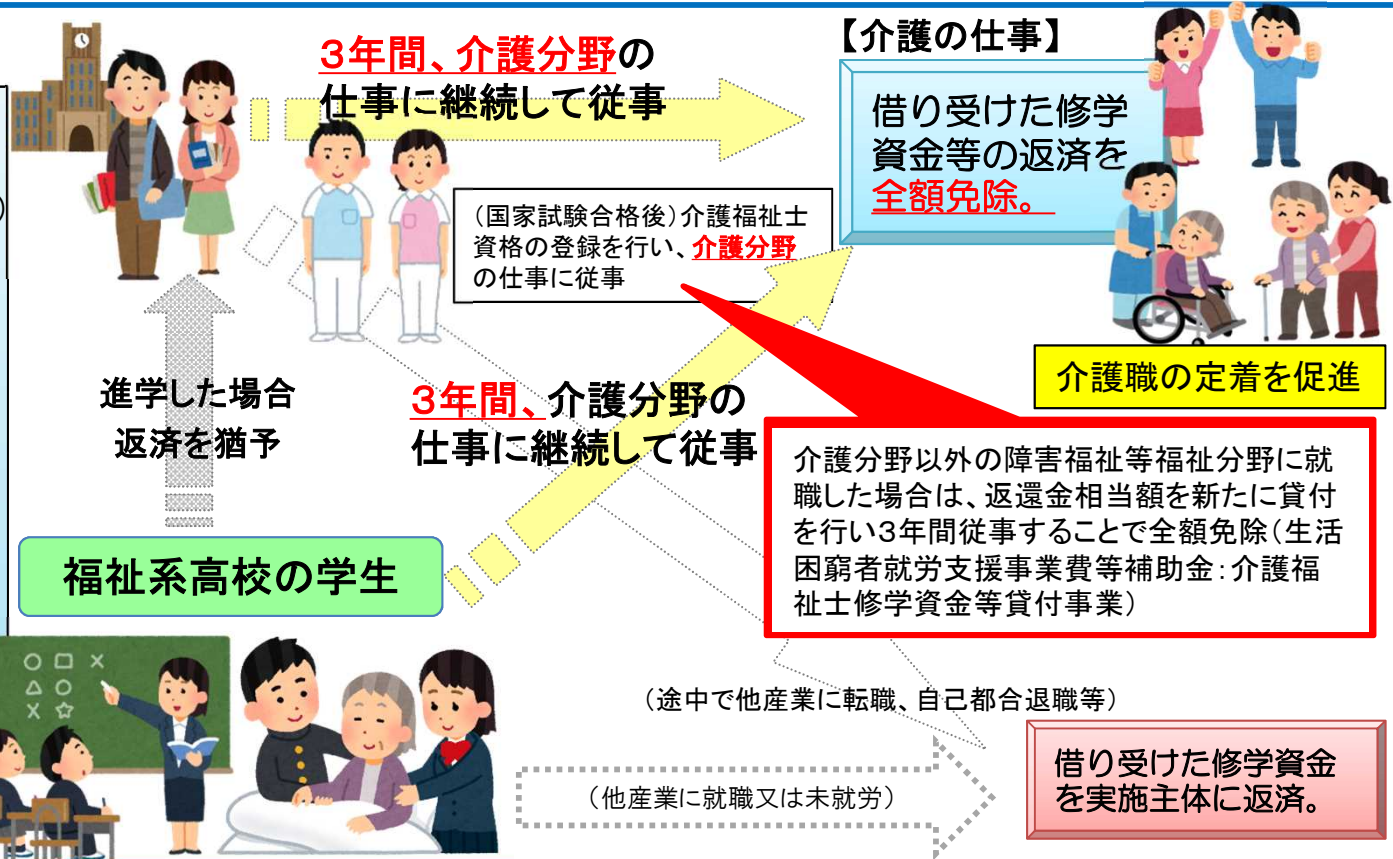 3年間、介護分野の
仕事に継続して従事
【介護の仕事】
借り受けた修学
資金等の返済を
全額免除。
)
(国家試験合格後)介護福祉士
資格の登録を行い、介護分野
の仕事に従事
介護職の定着を促進
進学した場合
返済を猶予
3年間、介護分野の
仕事に継続して従事
介護分野以外の障害福祉等福祉分野に就
職した場合は、返還金相当額を新たに貸付
を行い3年間従事することで全額免除(生活
困窮者就労支援事業費等補助金:介護福
祉士修学資金等貸付事業)
福祉系高校の学生
(途中で他産業に転職、自己都合退職等)
(他産業に就職又は未就労)
借り受けた修学資金
を実施主体に返済。